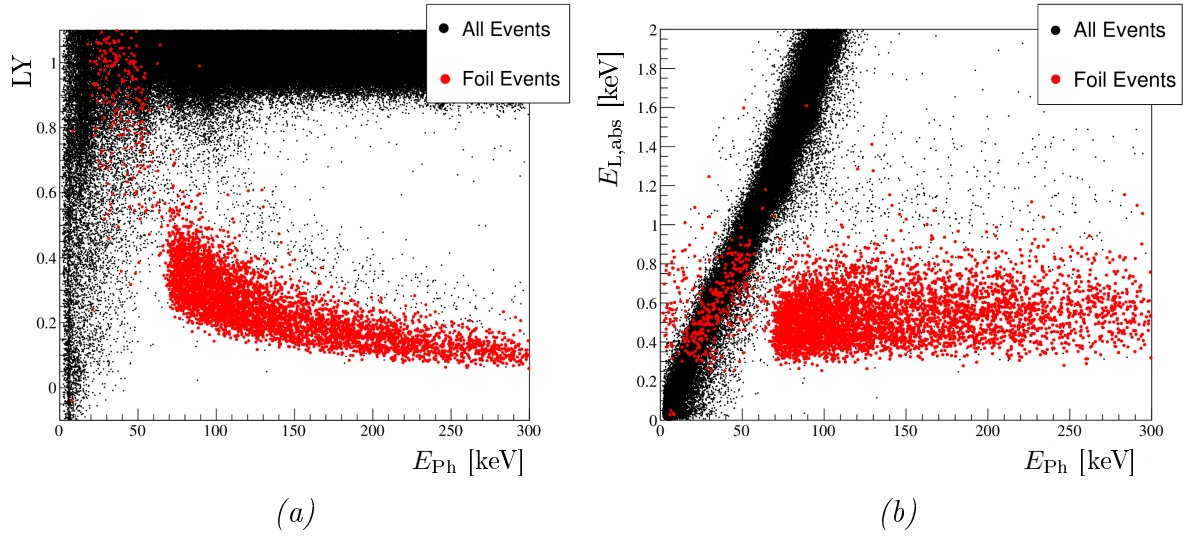 All Events
Foil Events
LY
1
0.8
0.6
0.4
0.2
0
0 50 100 150 200 250 300
E_Ph [keV]
(a)
All Events
Foil Events
E_L,abs [keV]
2
1.8
1.6
1.4
1.2
1
0.8
0.6
0.4
0.2
0
0 50 100 150 200 250 300
E_Ph [keV]
(b)